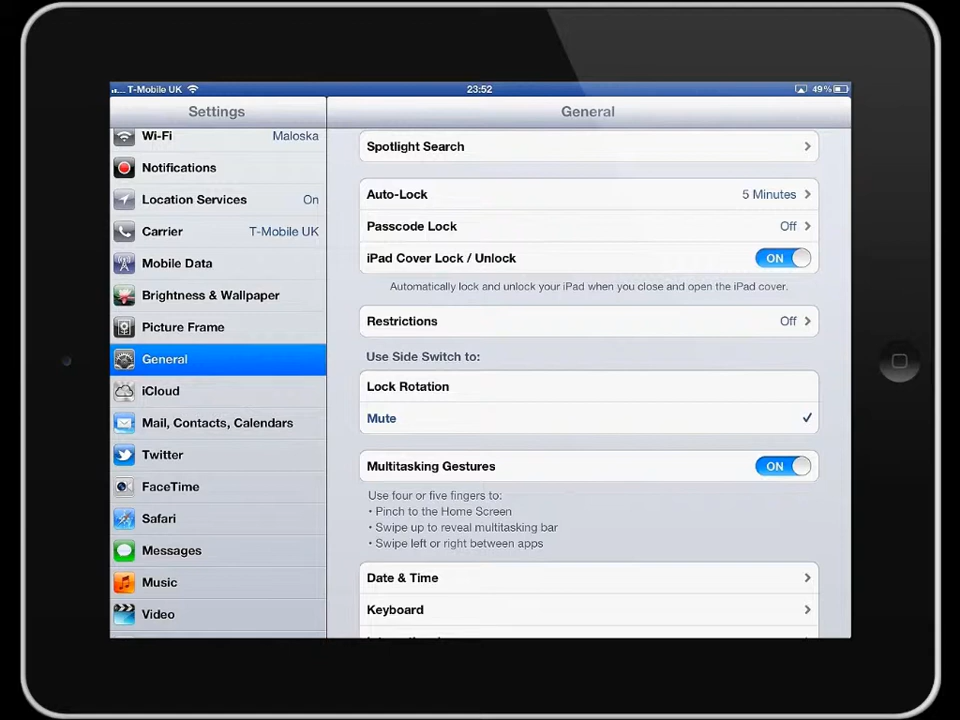 T-Mobile UK 23:52 49%
Settings
General
Wi-Fi Maloska
Notifications
Location Services On
Carrier T-Mobile UK
Mobile Data
Brightness & Wallpaper
Picture Frame
General
iCloud
Mail, Contacts, Calendars
Twitter
FaceTime
Safari
Messages
Music
Video
Spotlight Search
Auto-Lock 5 Minutes
Passcode Lock Off
iPad Cover Lock / Unlock ON
Automatically lock and unlock your iPad when you close and open the iPad cover.
Restrictions Off
Use Side Switch to:
Lock Rotation
Mute
Multitasking Gestures ON
Use four or five fingers to:
• Pinch to the Home Screen
• Swipe up to reveal multitasking bar
• Swipe left or right between apps
Date & Time
Keyboard